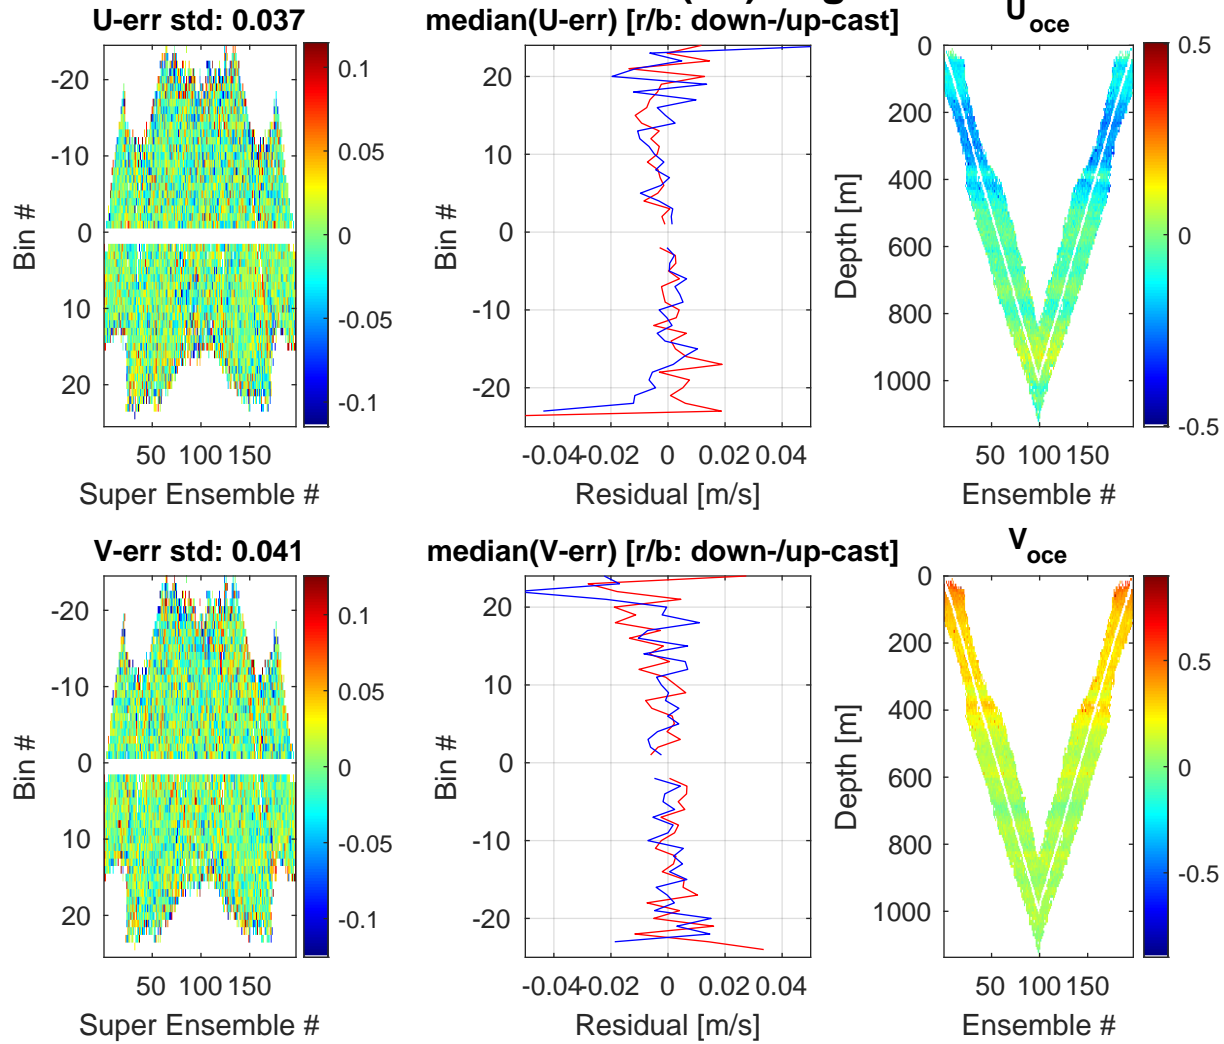 U-err std: 0.037
median(U-err) [r/b: down-/up-cast]
U_oce
-20
-10
0
10
20
Bin #
50 100 150
Super Ensemble #
0.1
0.05
0
-0.05
-0.1
20
10
0
-10
-20
Bin #
-0.04 -0.02 0 0.02 0.04
Residual [m/s]
0
200
400
600
800
1000
Depth [m]
50 100 150
Ensemble #
0.5
0
-0.5
V-err std: 0.041
median(V-err) [r/b: down-/up-cast]
V_oce
-20
-10
0
10
20
Bin #
50 100 150
Super Ensemble #
0.1
0.05
0
-0.05
-0.1
20
10
0
-10
-20
Bin #
-0.04 -0.02 0 0.02 0.04
Residual [m/s]
0
200
400
600
800
1000
Depth [m]
50 100 150
Ensemble #
0.5
0
-0.5